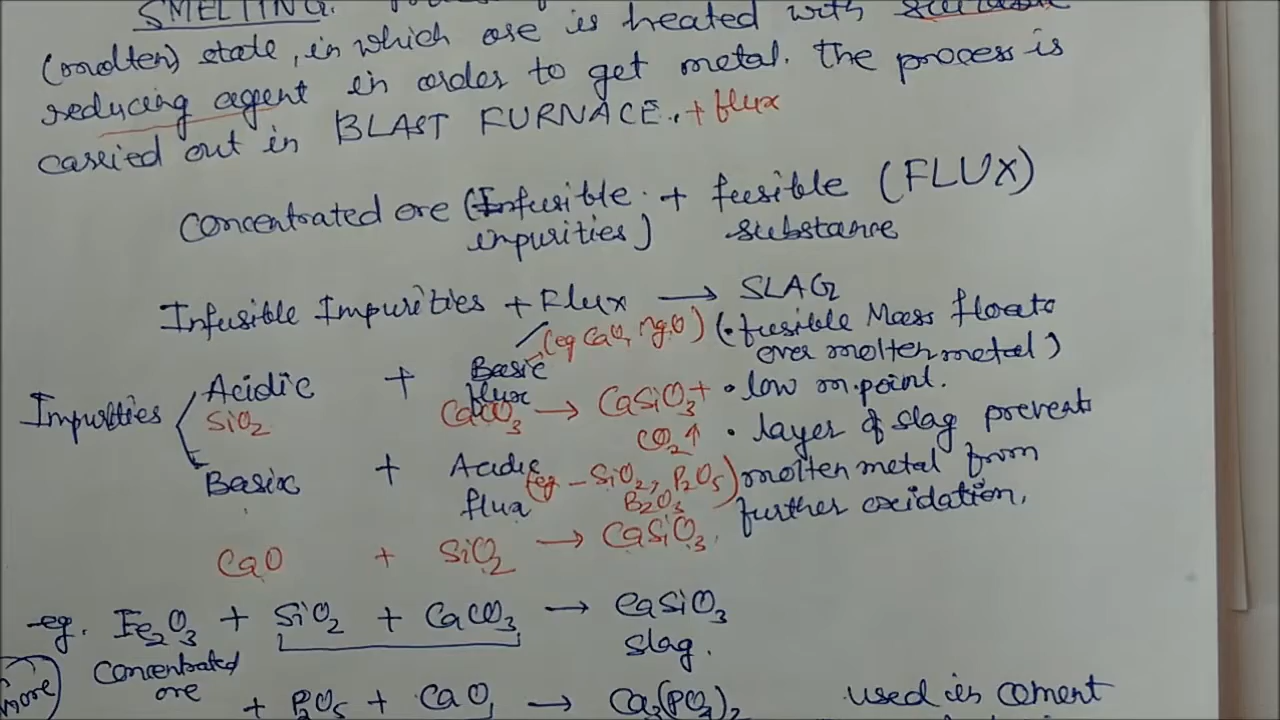 SMELTING.
(molten) state, in which ore is heated with suitable
reducing agent in order to get metal. The process is
carried out in BLAST FURNACE. + flux
Concentrated ore (Infusible + fusible (FLUX)
impurities) substance
Infusible Impurities + Flux → SLAG
(eg CaO, MgO) (• fusible Mass floats
over molten metal)
Impurities Acidic + Basic flux • low m.point.
SiO2 CaCO3 → CaSiO3 +
CO2↑ • layer of slag prevents
Basic + Acidic flux (eg – SiO2, P2O5, B2O3) molten metal from
further oxidation.
CaO + SiO2 → CaSiO3.
eg. Fe2O3 + SiO2 + CaCO3 → CaSiO3
Concentrated ore slag.
+ P2O5 + CaO → Ca3(PO4)2 used in cement